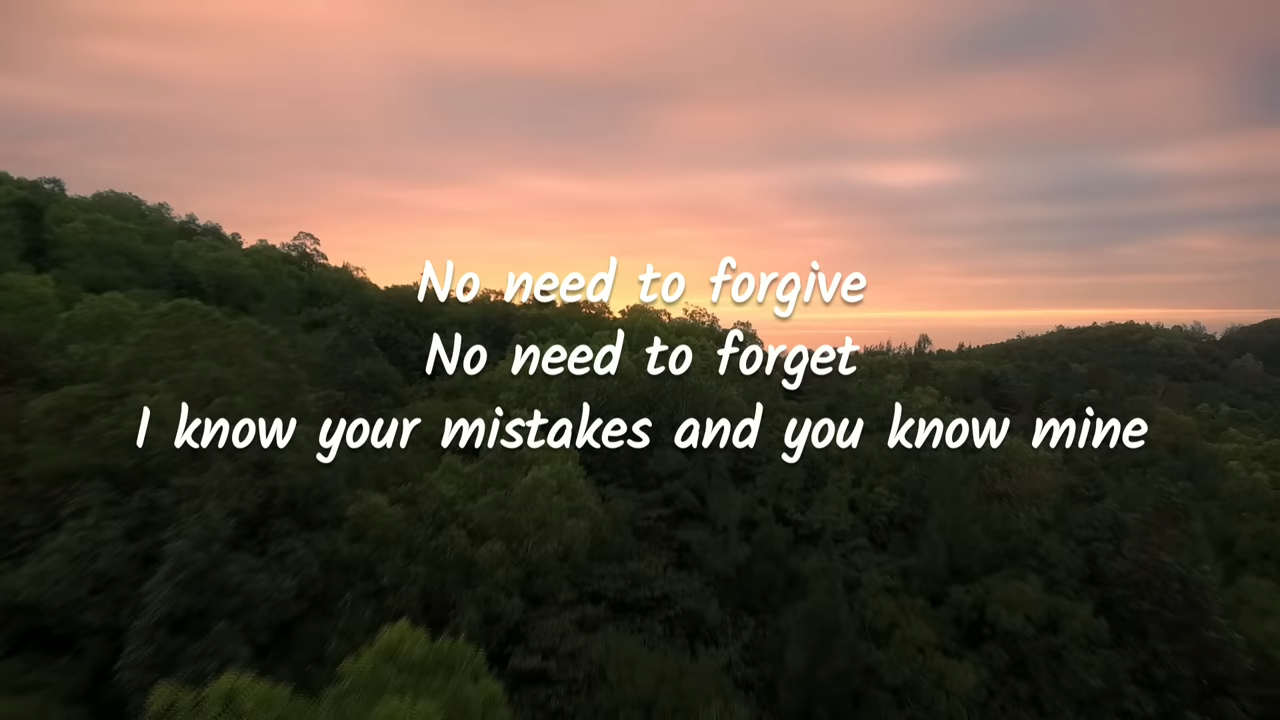 No need to forgive
No need to forget
I know your mistakes and you know mine